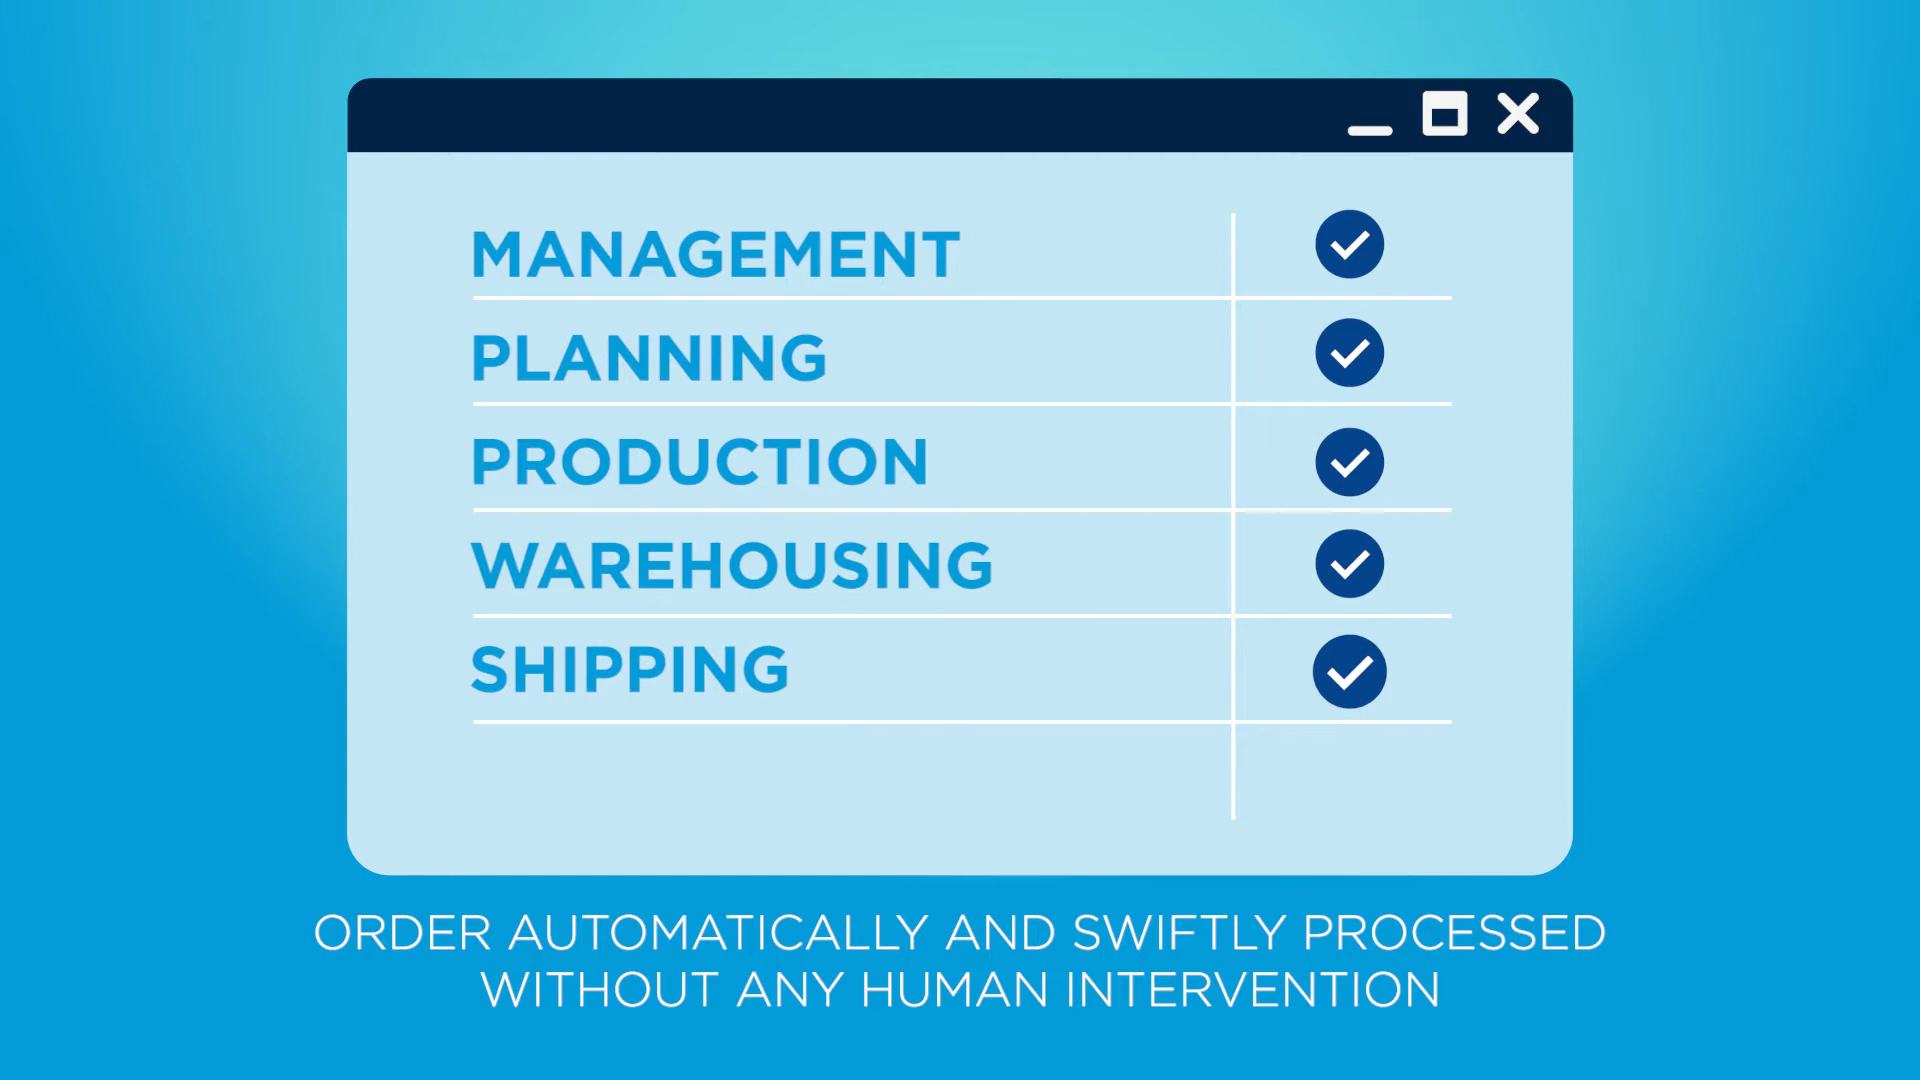 MANAGEMENT
PLANNING
PRODUCTION
WAREHOUSING
SHIPPING
ORDER AUTOMATICALLY AND SWIFTLY PROCESSED
WITHOUT ANY HUMAN INTERVENTION